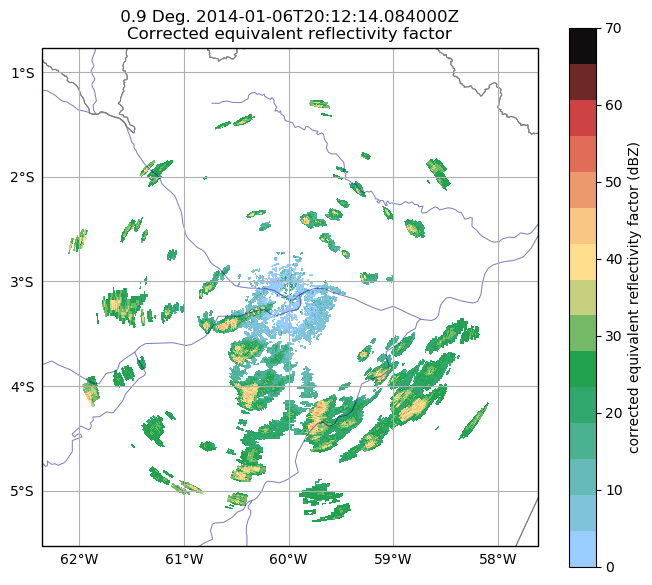 0.9 Deg. 2014-01-06T20:12:14.084000Z
Corrected equivalent reflectivity factor
1°S
2°S
3°S
4°S
5°S
62°W 61°W 60°W 59°W 58°W
70
60
50
40
30
20
10
0
corrected equivalent reflectivity factor (dBZ)